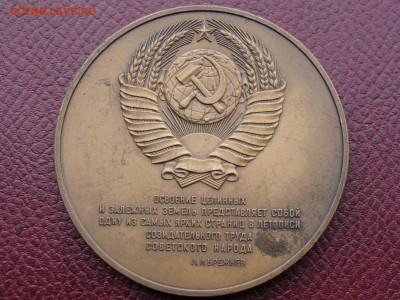 COINS.LAVE.RU
ОСВОЕНИЕ ЦЕЛИННЫХ
И ЗАЛЕЖНЫХ ЗЕМЕЛЬ ПРЕДСТАВЛЯЕТ СОБОЙ
ОДНУ ИЗ САМЫХ ЯРКИХ СТРАНИЦ В ЛЕТОПИСИ
СОЗИДАТЕЛЬНОГО ТРУДА
СОВЕТСКОГО НАРОДА
Л.И.БРЕЖНЕВ